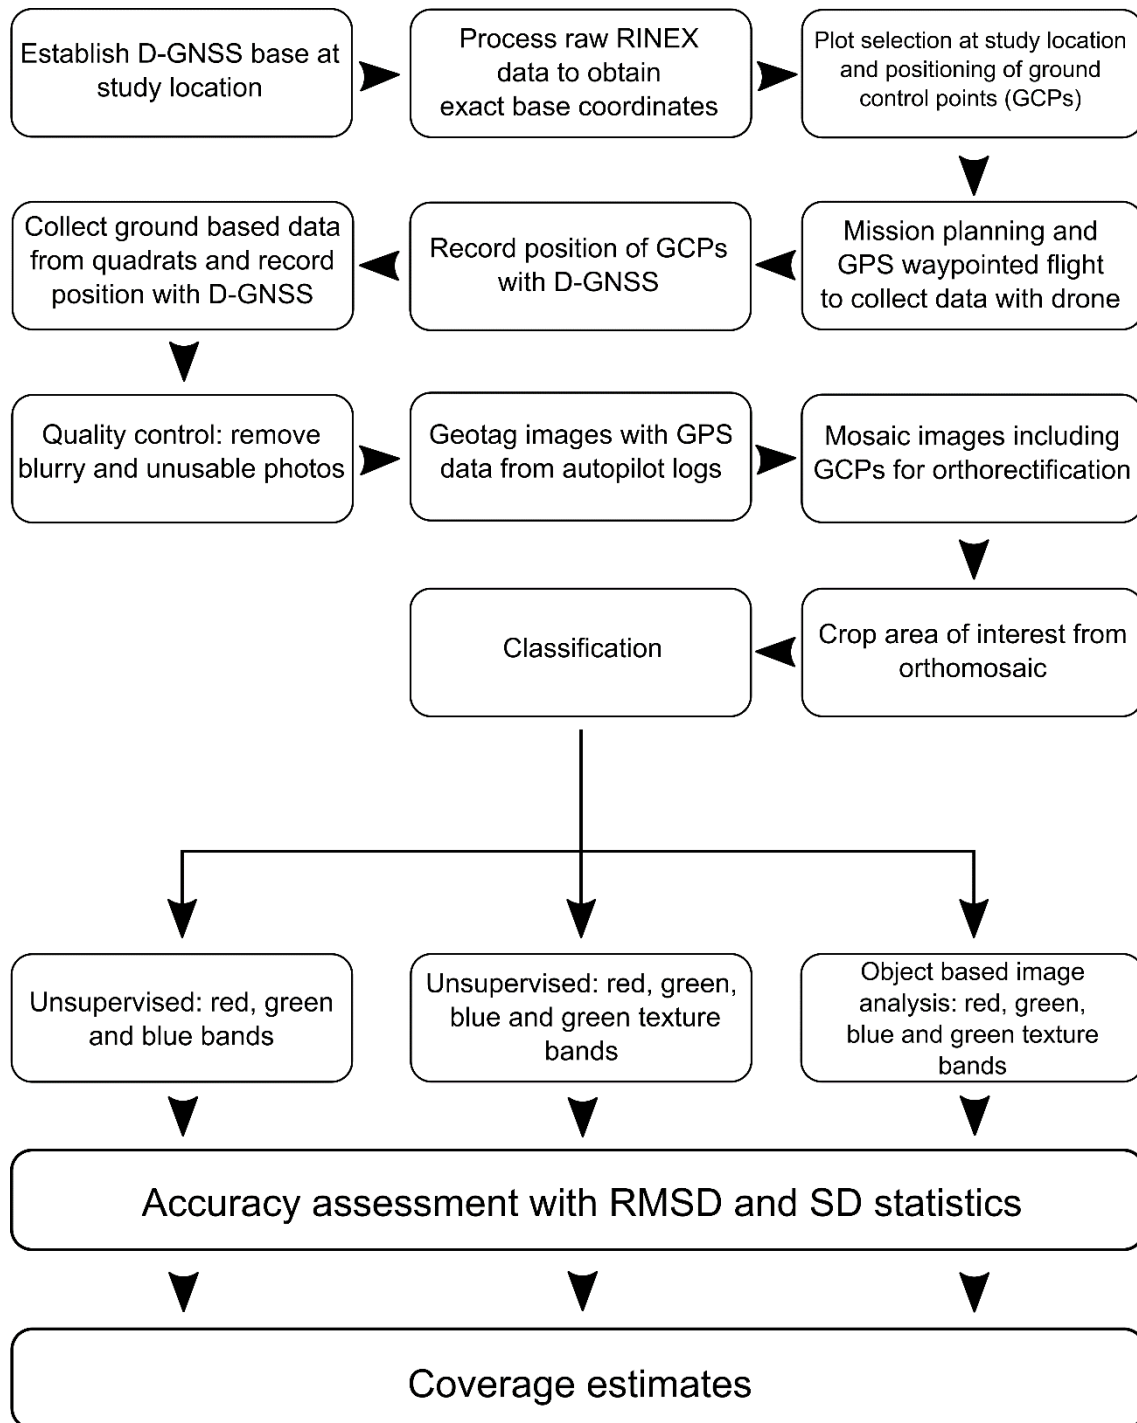 Establish D-GNSS base at
study location
Process raw RINEX
data to obtain
exact base coordinates
Plot selection at study location
and positioning of ground
control points (GCPs)
Collect ground based data
from quadrats and record
position with D-GNSS
Record position of GCPs
with D-GNSS
Mission planning and
GPS waypointed flight
to collect data with drone
Quality control: remove
blurry and unusable photos
Geotag images with GPS
data from autopilot logs
Mosaic images including
GCPs for orthorectification
Classification
Crop area of interest from
orthomosaic
Unsupervised: red, green
and blue bands
Unsupervised: red, green,
blue and green texture
bands
Object based image
analysis: red, green,
blue and green texture
bands
Accuracy assessment with RMSD and SD statistics
Coverage estimates